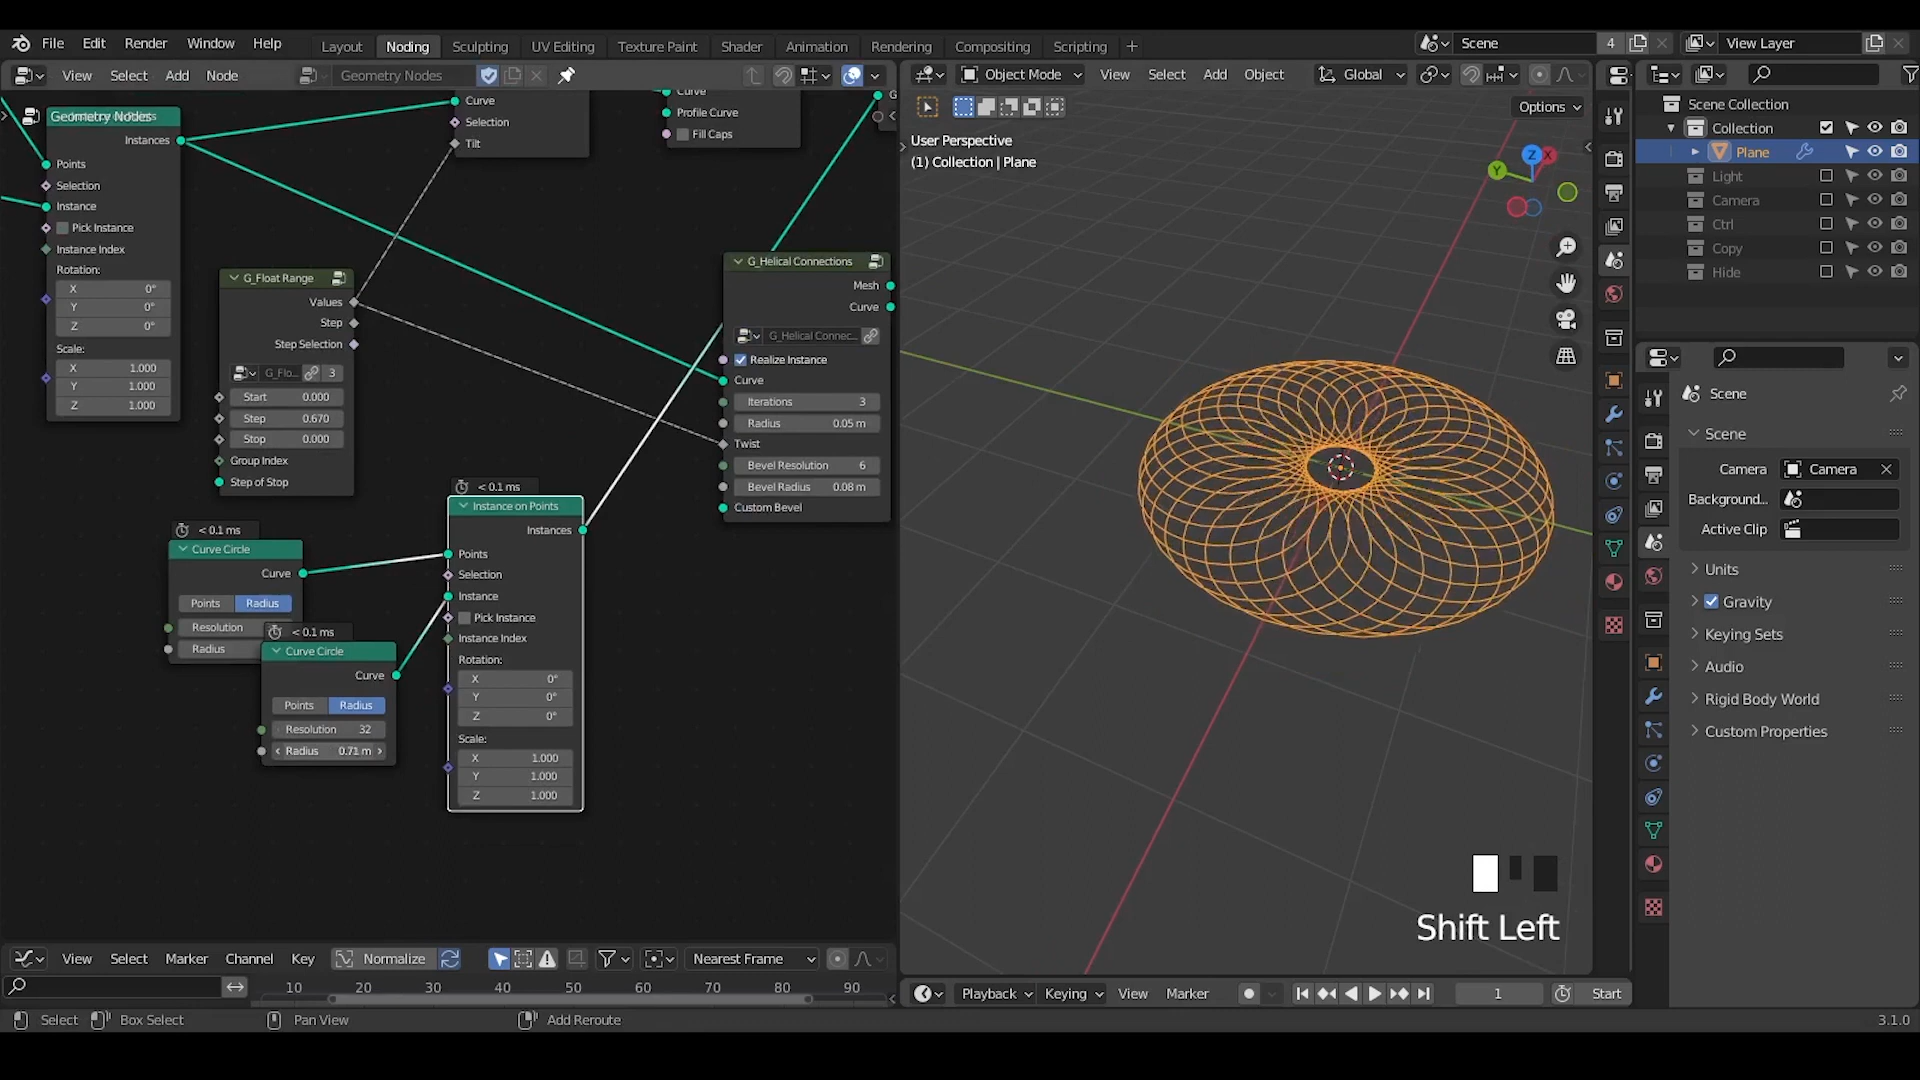 File Edit Render Window Help
Layout Noding Sculpting UV Editing Texture Paint Shader Animation Rendering Compositing Scripting +
Scene 4
View Layer
View Select Add Node
Geometry Nodes
Geometry Nodes
Instances
Points
Selection
Instance
Pick Instance
Instance Index
Rotation:
X 0°
Y 0°
Z 0°
Scale:
X 1.000
Y 1.000
Z 1.000
Curve
Selection
Tilt
Curve
Profile Curve
Fill Caps
G_Float Range
Values
Step
Step Selection
G_Flo... 3
Start 0.000
Step 0.670
Stop 0.000
Group Index
Step of Stop
G_Helical Connections
Mesh
Curve
G_Helical Connec...
Realize Instance
Curve
Iterations 3
Radius 0.05 m
Twist
Bevel Resolution 6
Bevel Radius 0.08 m
Custom Bevel
< 0.1 ms
Curve Circle
Curve
Points Radius
Resolution
Radius
< 0.1 ms
Curve Circle
Curve
Points Radius
Resolution 32
Radius 0.71 m
< 0.1 ms
Instance on Points
Instances
Points
Selection
Instance
Pick Instance
Instance Index
Rotation:
X 0°
Y 0°
Z 0°
Scale:
X 1.000
Y 1.000
Z 1.000
Object Mode View Select Add Object Global
Options
User Perspective
(1) Collection | Plane
Z X
Y
Shift Left
Scene Collection
Collection
Plane
Light
Camera
Ctrl
Copy
Hide
Scene
Scene
Camera Camera
Background...
Active Clip
Units
Gravity
Keying Sets
Audio
Rigid Body World
Custom Properties
View Select Marker Channel Key Normalize Nearest Frame
10 20 30 40 50 60 70 80 90
Playback Keying View Marker 1 Start
Select Box Select Pan View Add Reroute
3.1.0